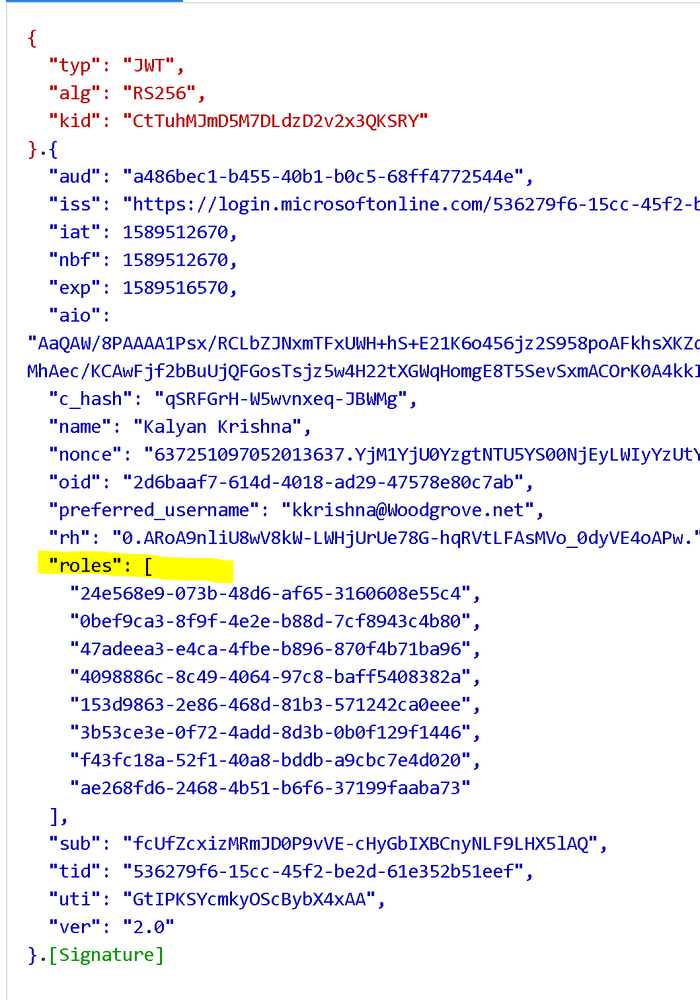 {
"typ": "JWT",
"alg": "RS256",
"kid": "CtTuhMJmD5M7DLdzD2v2x3QKSRY"
}.{
"aud": "a486bec1-b455-40b1-b0c5-68ff4772544e",
"iss": "https://login.microsoftonline.com/536279f6-15cc-45f2-b
"iat": 1589512670,
"nbf": 1589512670,
"exp": 1589516570,
"aio":
"AaQAW/8PAAAA1Psx/RCLbZJNxmTFxUWH+hS+E21K6o456jz2S958poAFkhsXKZc
MhAec/KCAwFjf2bBuUjQFGosTsjz5w4H22tXGWqHomgE8T5SevSxmACOrK0A4kkI
"c_hash": "qSRFGrH-W5wvnxeq-JBWMg",
"name": "Kalyan Krishna",
"nonce": "637251097052013637.YjM1YjU0YzgtNTU5YS00NjEyLWIyYzUtY
"oid": "2d6baaf7-614d-4018-ad29-47578e80c7ab",
"preferred_username": "kkrishna@Woodgrove.net",
"rh": "0.ARoA9nliU8wV8kW-LWHjUrUe78G-hqRVtLFAsMVo_0dyVE4oAPw."
"roles": [
"24e568e9-073b-48d6-af65-3160608e55c4",
"0bef9ca3-8f9f-4e2e-b88d-7cf8943c4b80",
"47adeea3-e4ca-4fbe-b896-870f4b71ba96",
"4098886c-8c49-4064-97c8-baff5408382a",
"153d9863-2e86-468d-81b3-571242ca0eee",
"3b53ce3e-0f72-4add-8d3b-0b0f129f1446",
"f43fc18a-52f1-40a8-bddb-a9cbc7e4d020",
"ae268fd6-2468-4b51-b6f6-37199faaba73"
],
"sub": "fcUfZcxizMRmJD0P9vVE-cHyGbIXBCnyNLF9LHX5lAQ",
"tid": "536279f6-15cc-45f2-be2d-61e352b51eef",
"uti": "GtIPKSYcmkyOScBybX4xAA",
"ver": "2.0"
}.[Signature]